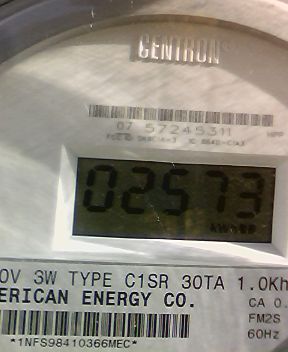 CENTRON®
07 57245311
HPP
02573
0V 3W TYPE C1SR 30TA 1.0Kh
ERICAN ENERGY CO.
CA 0.
FM2S
60Hz
*1NFS98410366MEC*